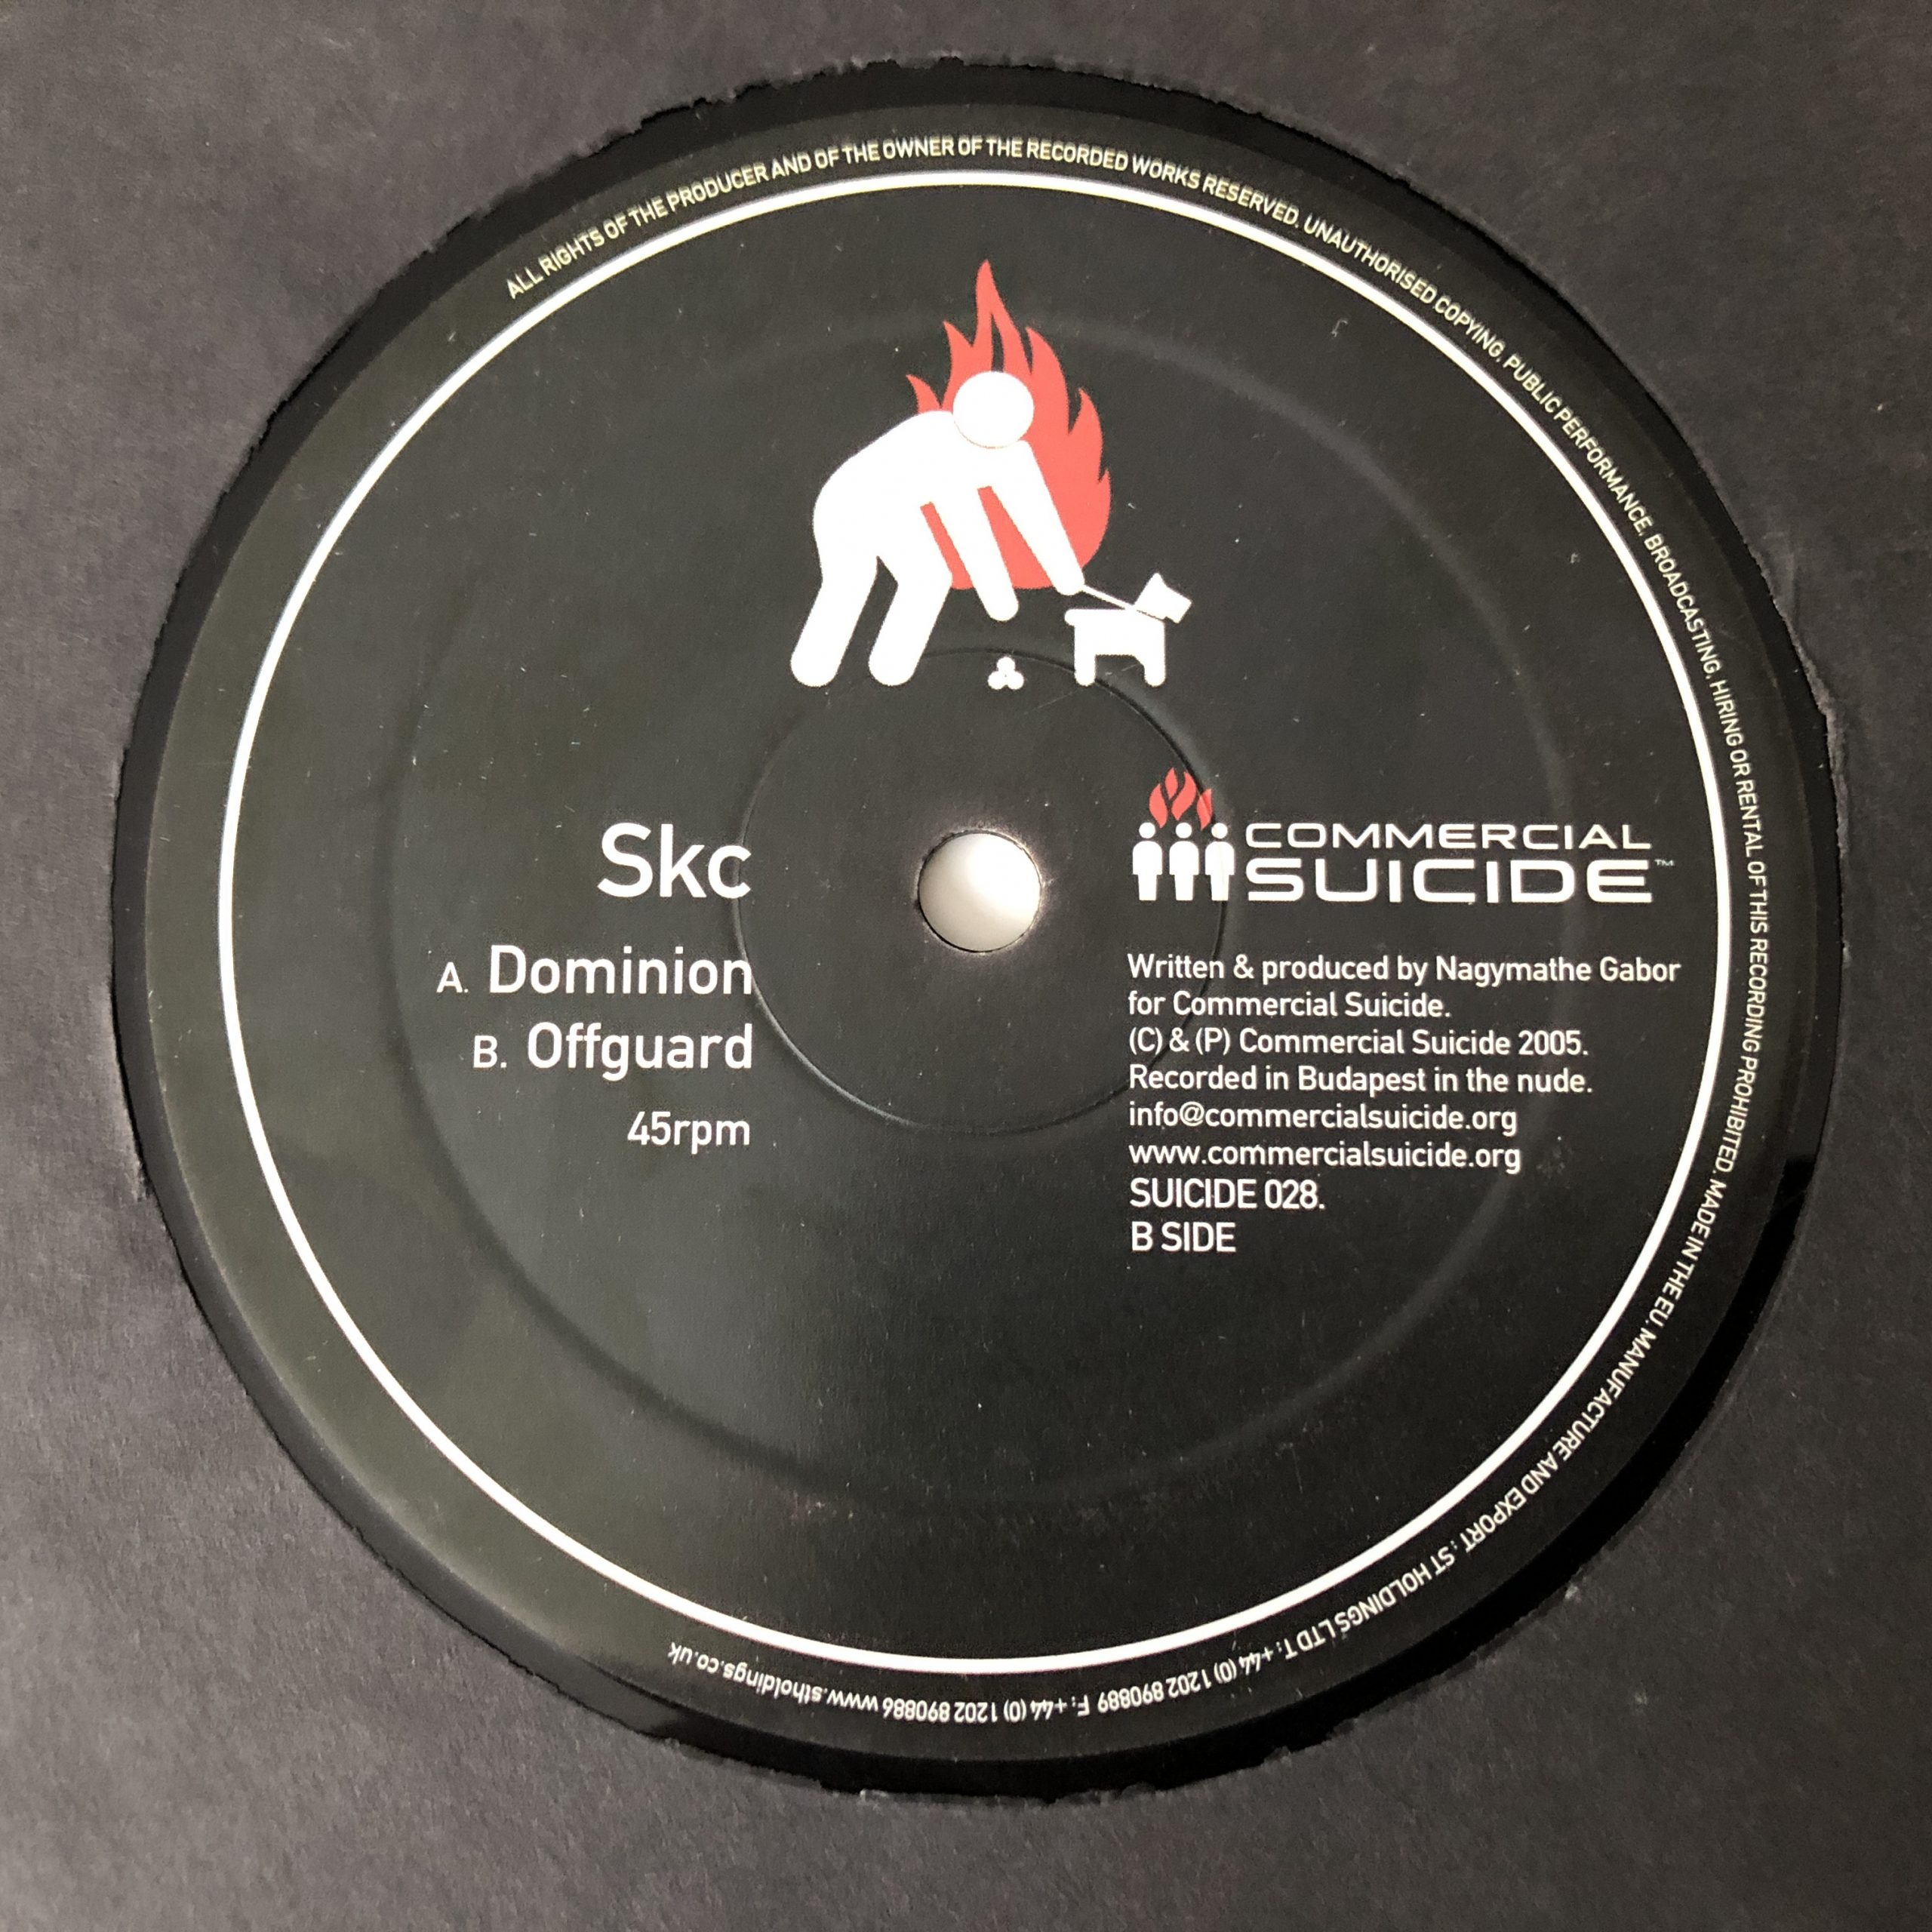 ALL RIGHTS OF THE PRODUCER AND OF THE OWNER OF THE RECORDED WORKS RESERVED. UNAUTHORISED COPYING, PUBLIC PERFORMANCE. BROADCASTING, HIRING OR RENTAL OF THIS RECORDING PROHIBITED. MADE IN THE EU. MANUFACTURE AND EXPORT : ST HOLDINGS LTD T: +44 (0) 1202 890889 F: +44 (0) 1202 890886 www.stholdings.co.uk
Skc
A. Dominion
B. Offguard
45rpm
COMMERCIAL
SUICIDE™
Written & produced by Nagymathe Gabor
for Commercial Suicide.
(C) & (P) Commercial Suicide 2005.
Recorded in Budapest in the nude.
info@commercialsuicide.org
www.commercialsuicide.org
SUICIDE 028.
B SIDE